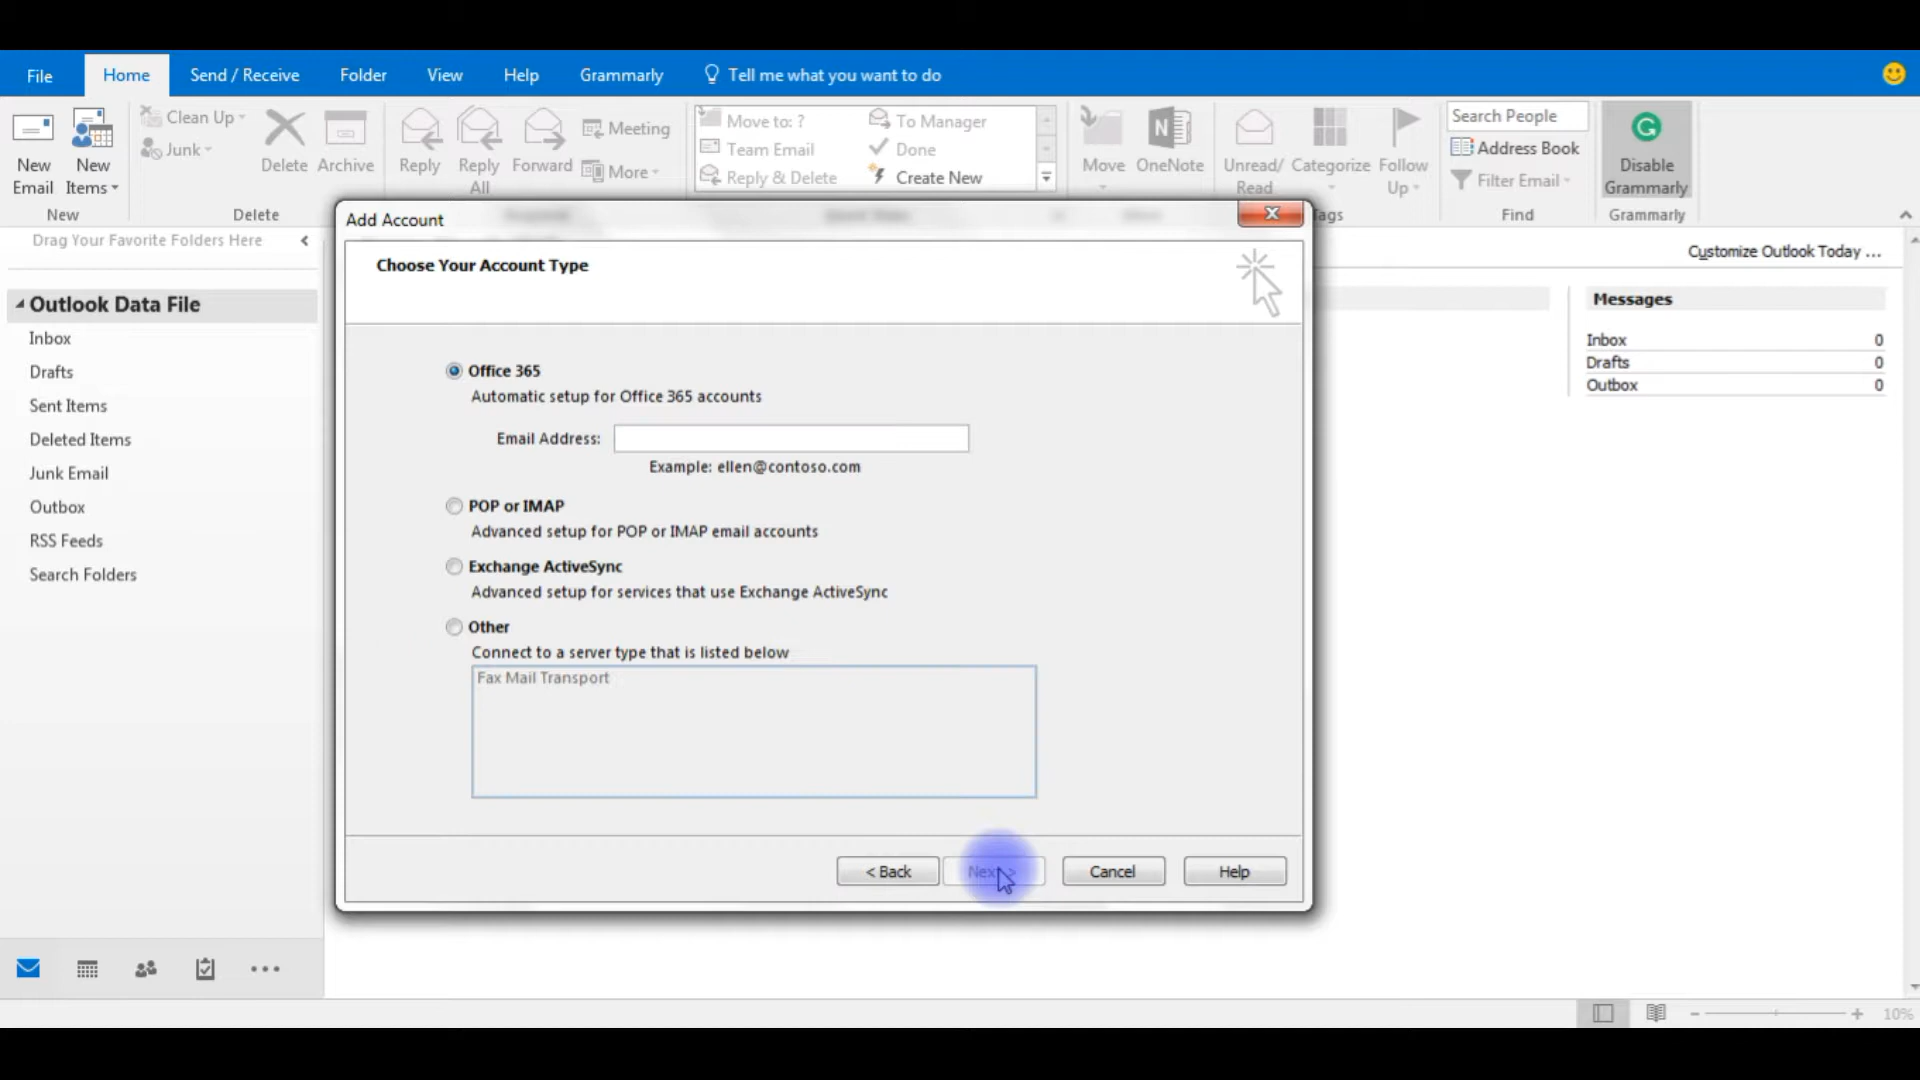 File
Home
Send / Receive
Folder
View
Help
Grammarly
Tell me what you want to do
New Email
New Items
New
Clean Up
Junk
Delete
Archive
Delete
Reply
Reply All
Forward
Meeting
More
Move to: ?
Team Email
Reply & Delete
To Manager
Done
Create New
Move
OneNote
Unread/ Read
Categorize
Follow Up
Tags
Search People
Address Book
Filter Email
Find
Disable Grammarly
Grammarly
Drag Your Favorite Folders Here
Outlook Data File
Inbox
Drafts
Sent Items
Deleted Items
Junk Email
Outbox
RSS Feeds
Search Folders
Add Account
Choose Your Account Type
Office 365
Automatic setup for Office 365 accounts
Email Address:
Example: ellen@contoso.com
POP or IMAP
Advanced setup for POP or IMAP email accounts
Exchange ActiveSync
Advanced setup for services that use Exchange ActiveSync
Other
Connect to a server type that is listed below
Fax Mail Transport
< Back
Next >
Cancel
Help
Customize Outlook Today ...
Messages
Inbox 0
Drafts 0
Outbox 0
10%